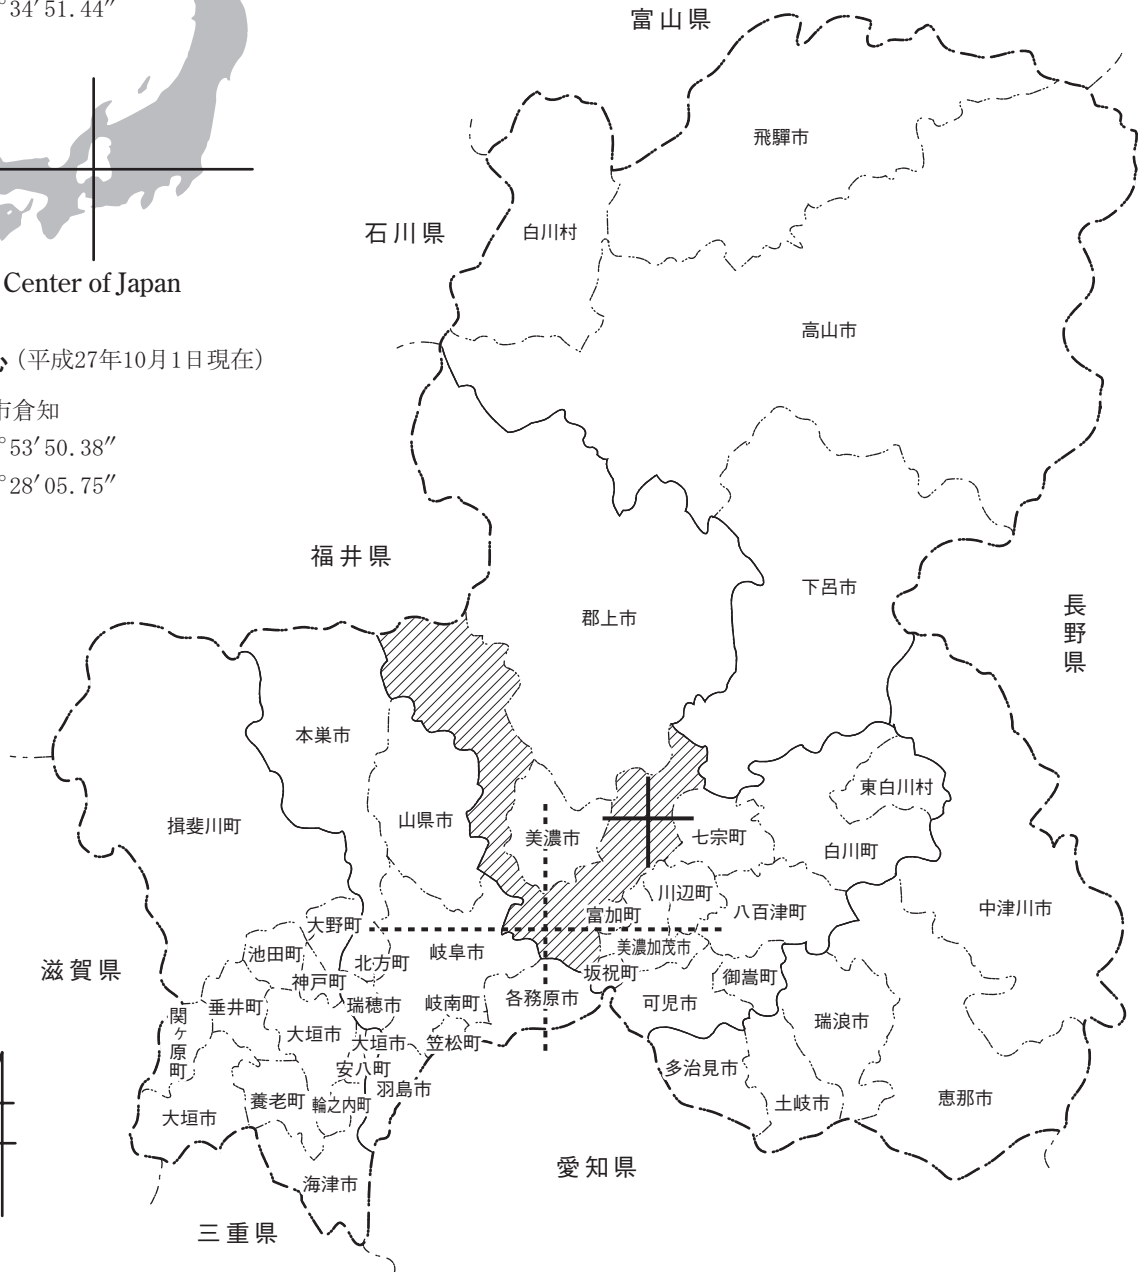 °34′51.44″
富山県
飛騨市
石川県
白川村
Center of Japan
高山市
(平成27年10月1日現在)
市倉知
°53′50.38″
°28′05.75″
福井県
下呂市
長野県
郡上市
本巣市
東白川村
揖斐川町
山県市
美濃市
七宗町
白川町
川辺町
中津川市
富加町
八百津町
大野町
美濃加茂市
池田町
北方町
岐阜市
滋賀県
坂祝町
御嵩町
神戸町
垂井町
瑞穂市
岐南町
各務原市
可児市
関ヶ原町
大垣市
瑞浪市
大垣市
笠松町
安八町
多治見市
羽島市
養老町
輪之内町
土岐市
恵那市
大垣市
愛知県
海津市
三重県